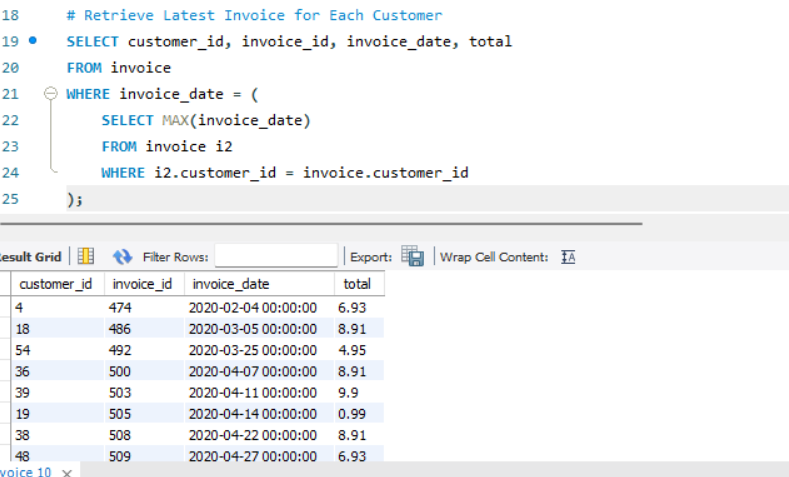 18 # Retrieve Latest Invoice for Each Customer
19 SELECT customer_id, invoice_id, invoice_date, total
20 FROM invoice
21 WHERE invoice_date = (
22 SELECT MAX(invoice_date)
23 FROM invoice i2
24 WHERE i2.customer_id = invoice.customer_id
25 );
esult Grid Filter Rows: Export: Wrap Cell Content: IA
customer_id invoice_id invoice_date total
4 474 2020-02-04 00:00:00 6.93
18 486 2020-03-05 00:00:00 8.91
54 492 2020-03-25 00:00:00 4.95
36 500 2020-04-07 00:00:00 8.91
39 503 2020-04-11 00:00:00 9.9
19 505 2020-04-14 00:00:00 0.99
38 508 2020-04-22 00:00:00 8.91
48 509 2020-04-27 00:00:00 6.93
voice 10